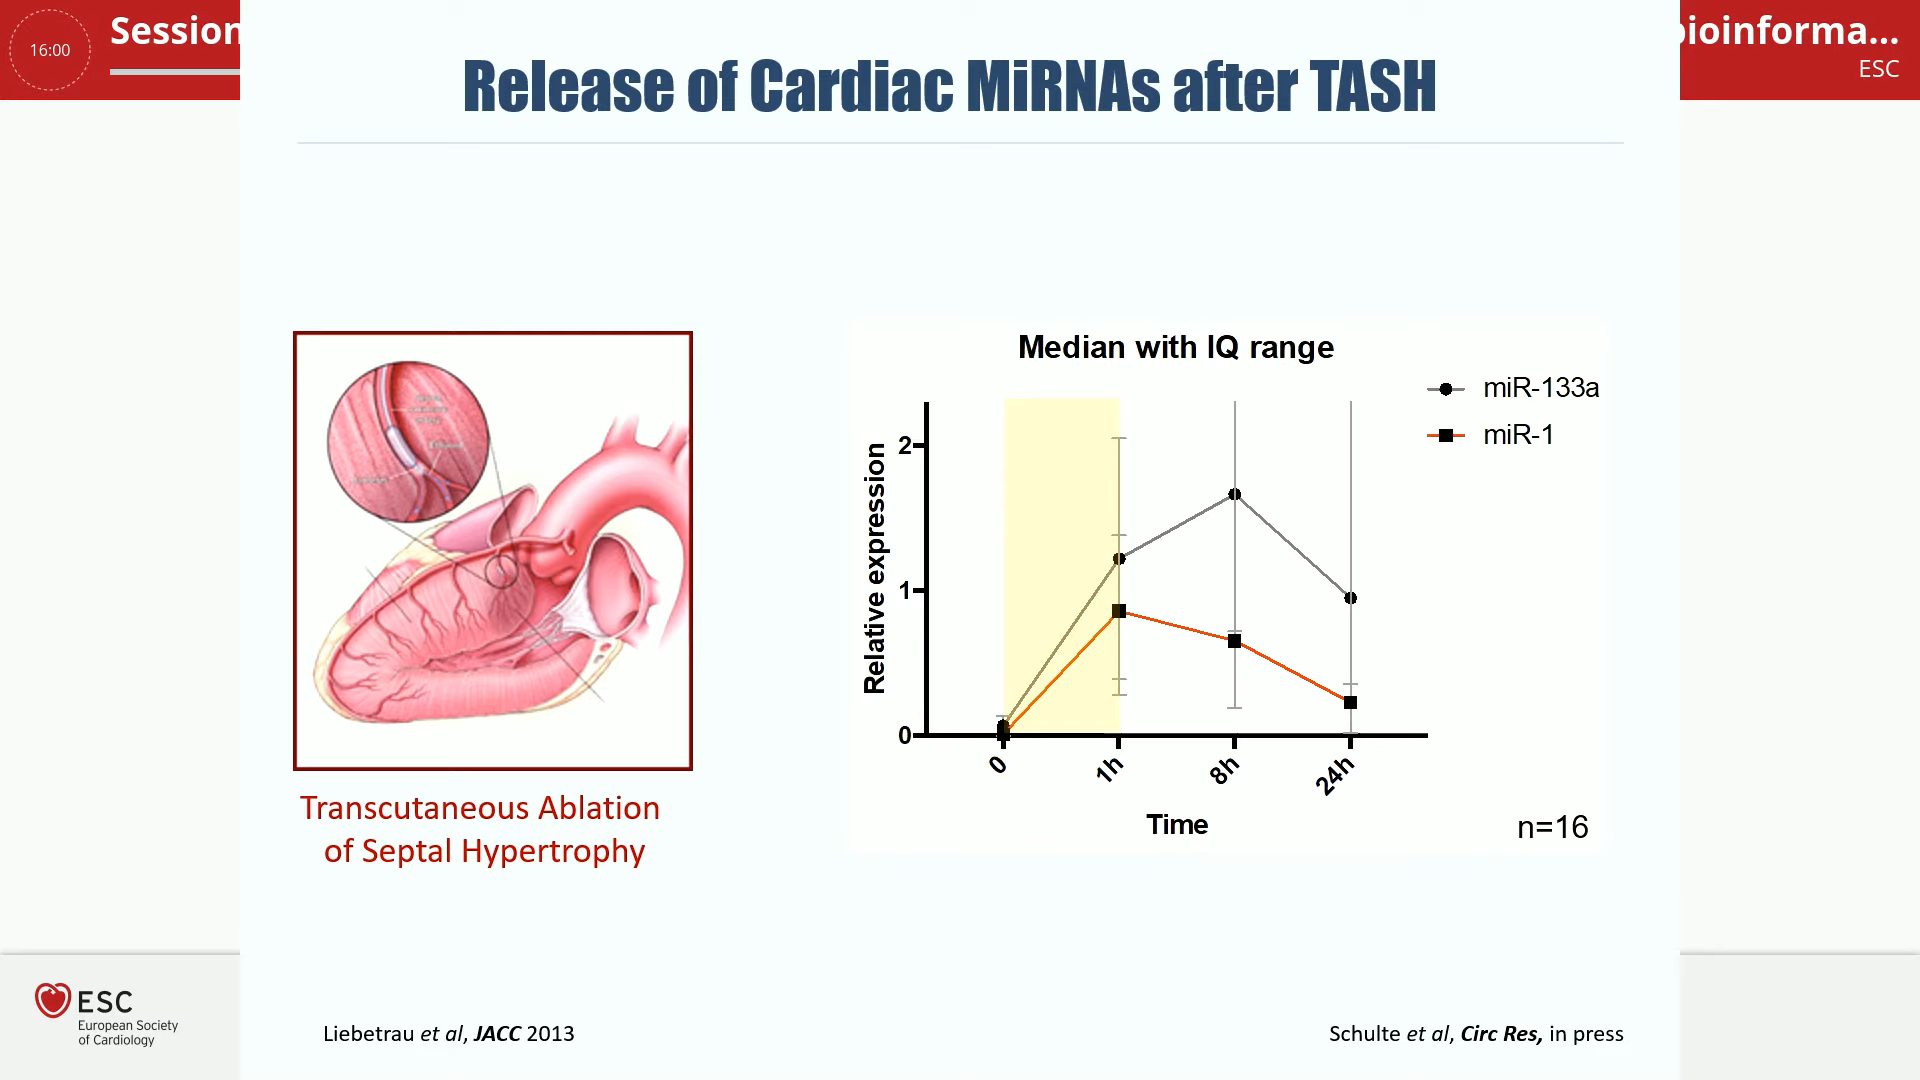 16:00
Session
bioinforma...
ESC
Release of Cardiac MiRNAs after TASH
Median with IQ range
miR-133a
miR-1
Relative expression
2
1
0
0
1h
8h
24h
Time
n=16
Transcutaneous Ablation
of Septal Hypertrophy
ESC
European Society
of Cardiology
Liebetrau et al, JACC 2013
Schulte et al, Circ Res, in press